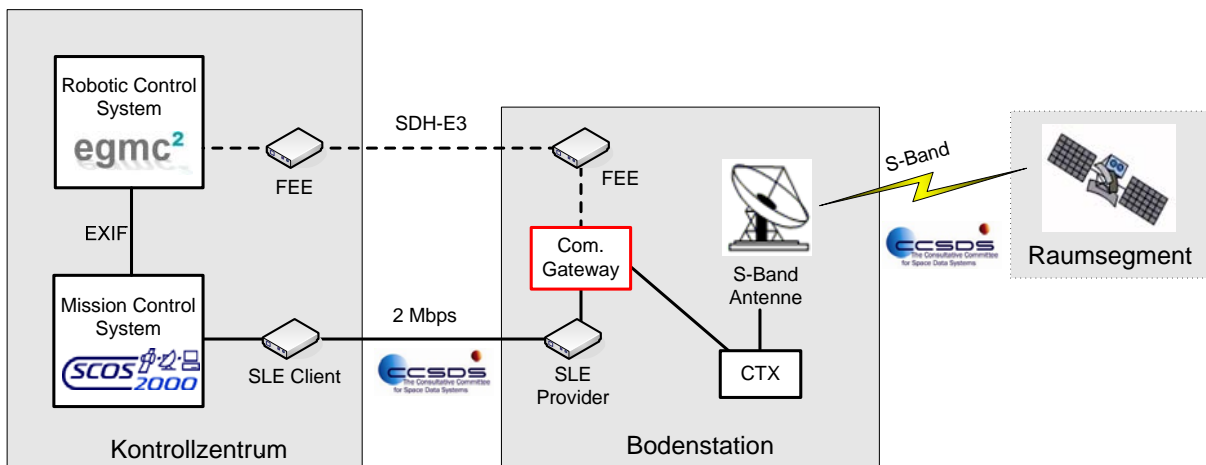 Robotic Control
System
egmc²
FEE
SDH-E3
FEE
EXIF
Mission Control
System
SCOS
2000
SLE Client
2 Mbps
CCSDS
The Consultative Committee
for Space Data Systems
Com.
Gateway
SLE
Provider
S-Band
Antenne
CTX
S-Band
CCSDS
The Consultative Committee
for Space Data Systems
Raumsegment
Kontrollzentrum
Bodenstation